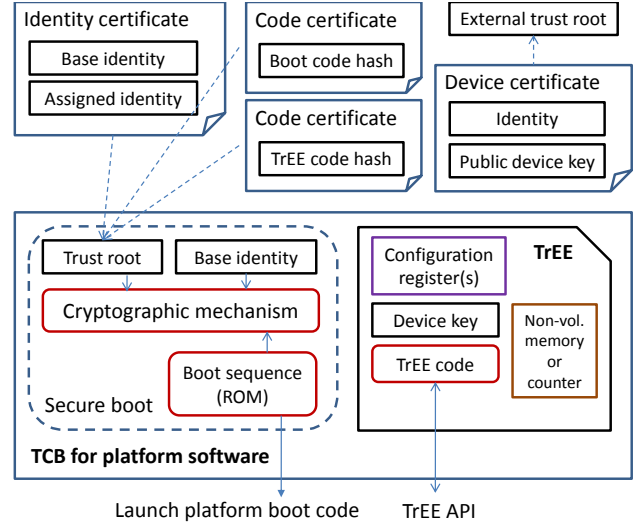 Identity certificate
Base identity
Assigned identity
Code certificate
Boot code hash
Code certificate
TrEE code hash
External trust root
Device certificate
Identity
Public device key
Trust root
Base identity
Cryptographic mechanism
Boot sequence
(ROM)
Secure boot
TCB for platform software
Configuration
register(s)
TrEE
Device key
TrEE code
Non-vol.
memory
or
counter
Launch platform boot code
TrEE API